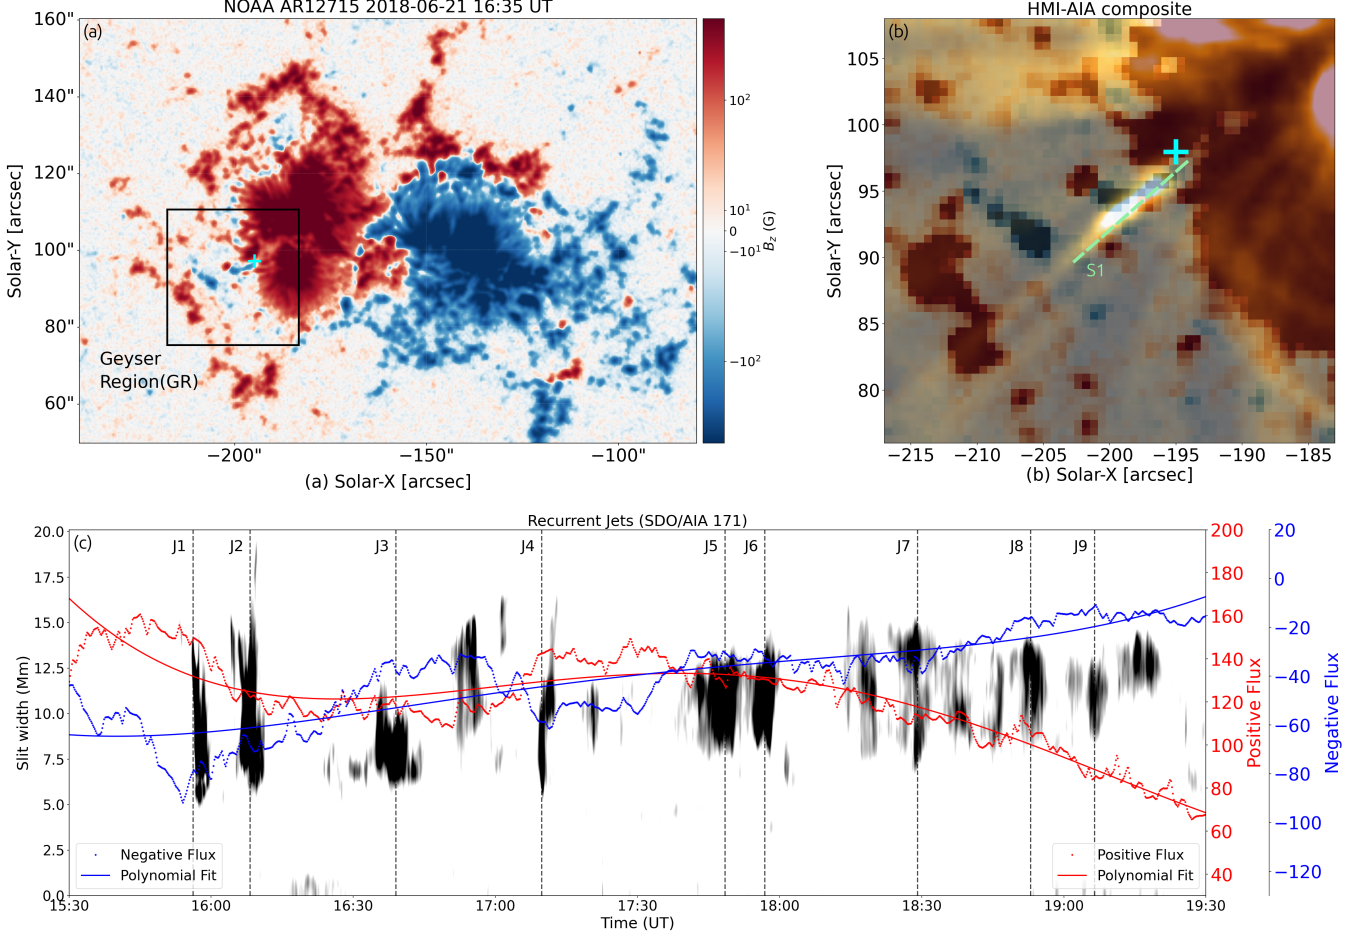 NOAA AR12715 2018-06-21 16:35 UT
(a)
160"
140"
120"
100"
80"
60"
Solar-Y [arcsec]
Geyser
Region(GR)
−200"
−150"
−100"
(a) Solar-X [arcsec]
10²
10¹
0
−10¹
−10²
B_z (G)
HMI-AIA composite
(b)
105
100
95
90
85
80
Solar-Y [arcsec]
S1
−215
−210
−205
−200
−195
−190
−185
(b) Solar-X [arcsec]
Recurrent Jets (SDO/AIA 171)
(c)
J1
J2
J3
J4
J5
J6
J7
J8
J9
20.0
17.5
15.0
12.5
10.0
7.5
5.0
2.5
0.0
Slit width (Mm)
200
180
160
140
120
100
80
60
40
Positive Flux
20
0
−20
−40
−60
−80
−100
−120
Negative Flux
Negative Flux
Polynomial Fit
Positive Flux
Polynomial Fit
15:30
16:00
16:30
17:00
17:30
18:00
18:30
19:00
19:30
Time (UT)